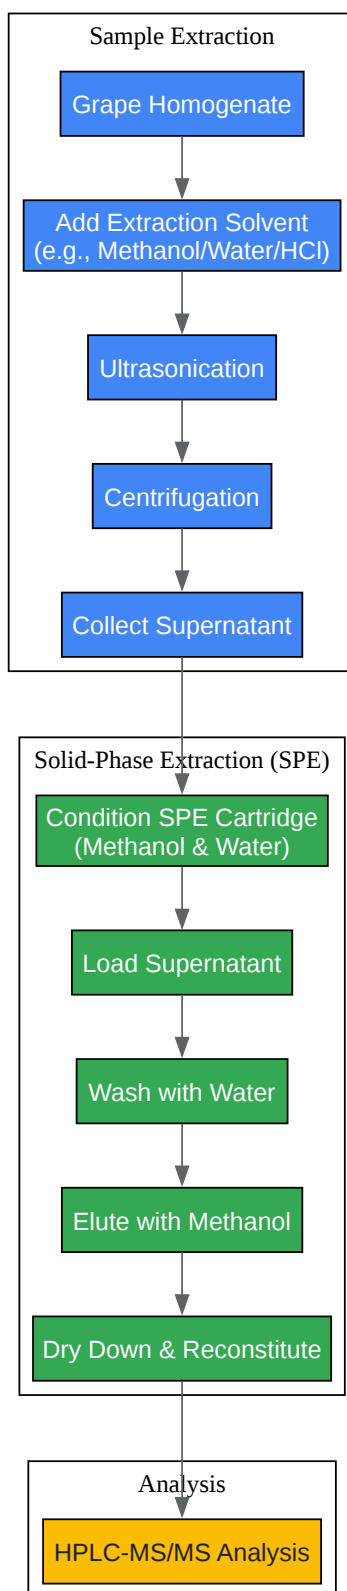 Sample Extraction
Grape Homogenate
Add Extraction Solvent
(e.g., Methanol/Water/HCl)
Ultrasonication
Centrifugation
Collect Supernatant
Solid-Phase Extraction (SPE)
Condition SPE Cartridge
(Methanol & Water)
Load Supernatant
Wash with Water
Elute with Methanol
Dry Down & Reconstitute
Analysis
HPLC-MS/MS Analysis